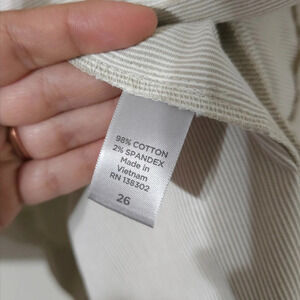 98% COTTON
2% SPANDEX
Made in
Vietnam
RN 138302
26